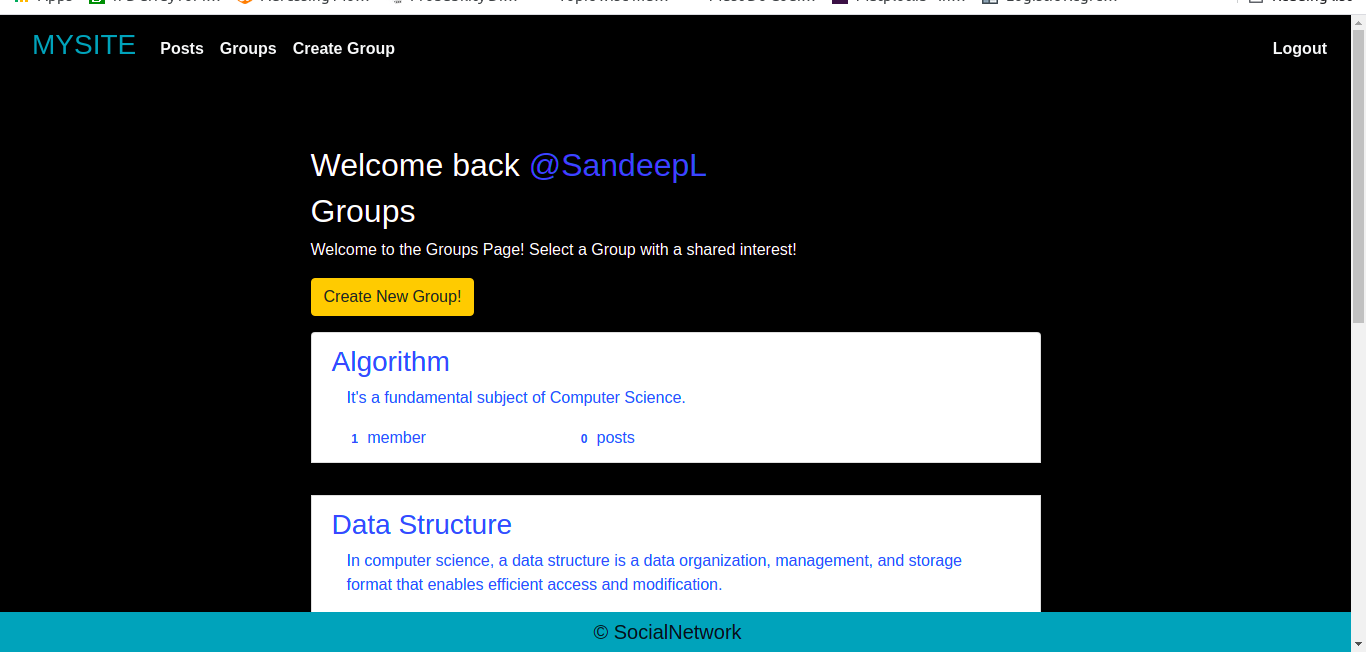 MYSITE Posts Groups Create Group Logout
Welcome back @SandeepL
Groups
Welcome to the Groups Page! Select a Group with a shared interest!
Create New Group!
Algorithm
It's a fundamental subject of Computer Science.
1 member 0 posts
Data Structure
In computer science, a data structure is a data organization, management, and storage
format that enables efficient access and modification.
© SocialNetwork